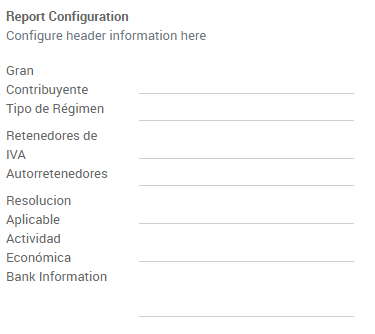 Report Configuration
Configure header information here
Gran
Contribuyente
Tipo de Régimen
Retenedores de
IVA
Autorretenedores
Resolucion
Aplicable
Actividad
Económica
Bank Information